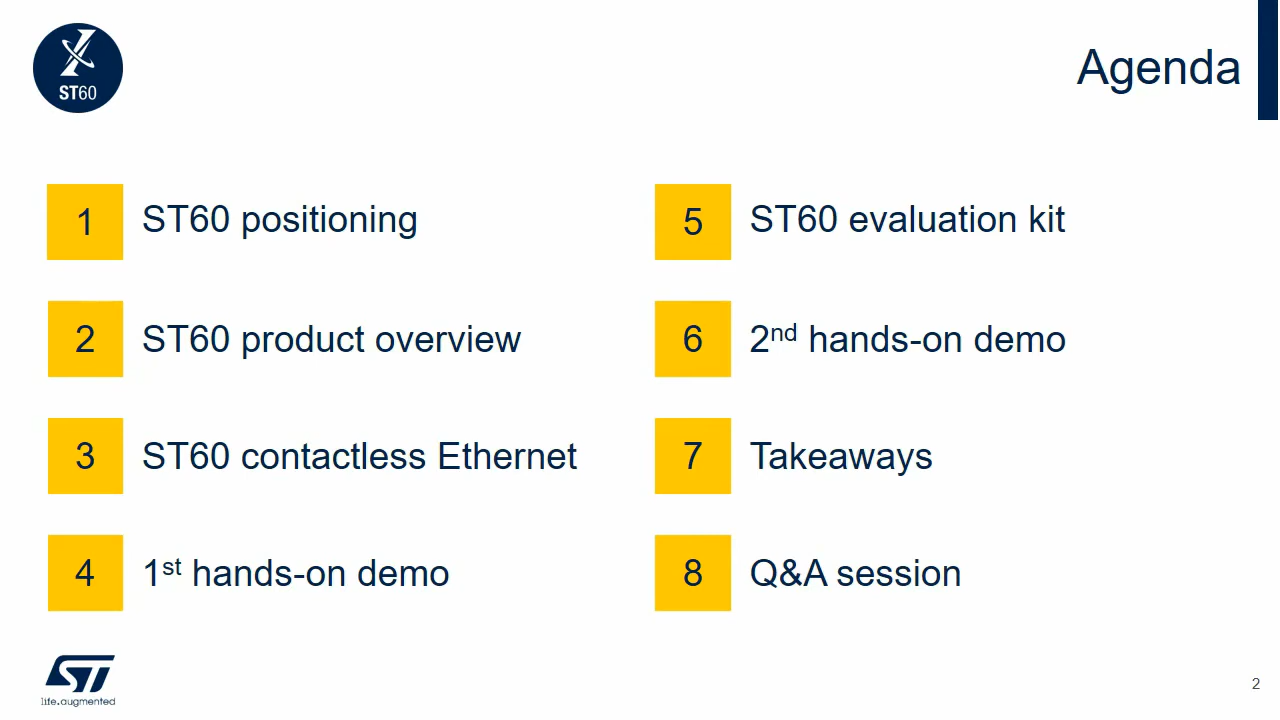 ST60
Agenda
1 ST60 positioning
2 ST60 product overview
3 ST60 contactless Ethernet
4 1st hands-on demo
5 ST60 evaluation kit
6 2nd hands-on demo
7 Takeaways
8 Q&A session
ST
life.augmented
2